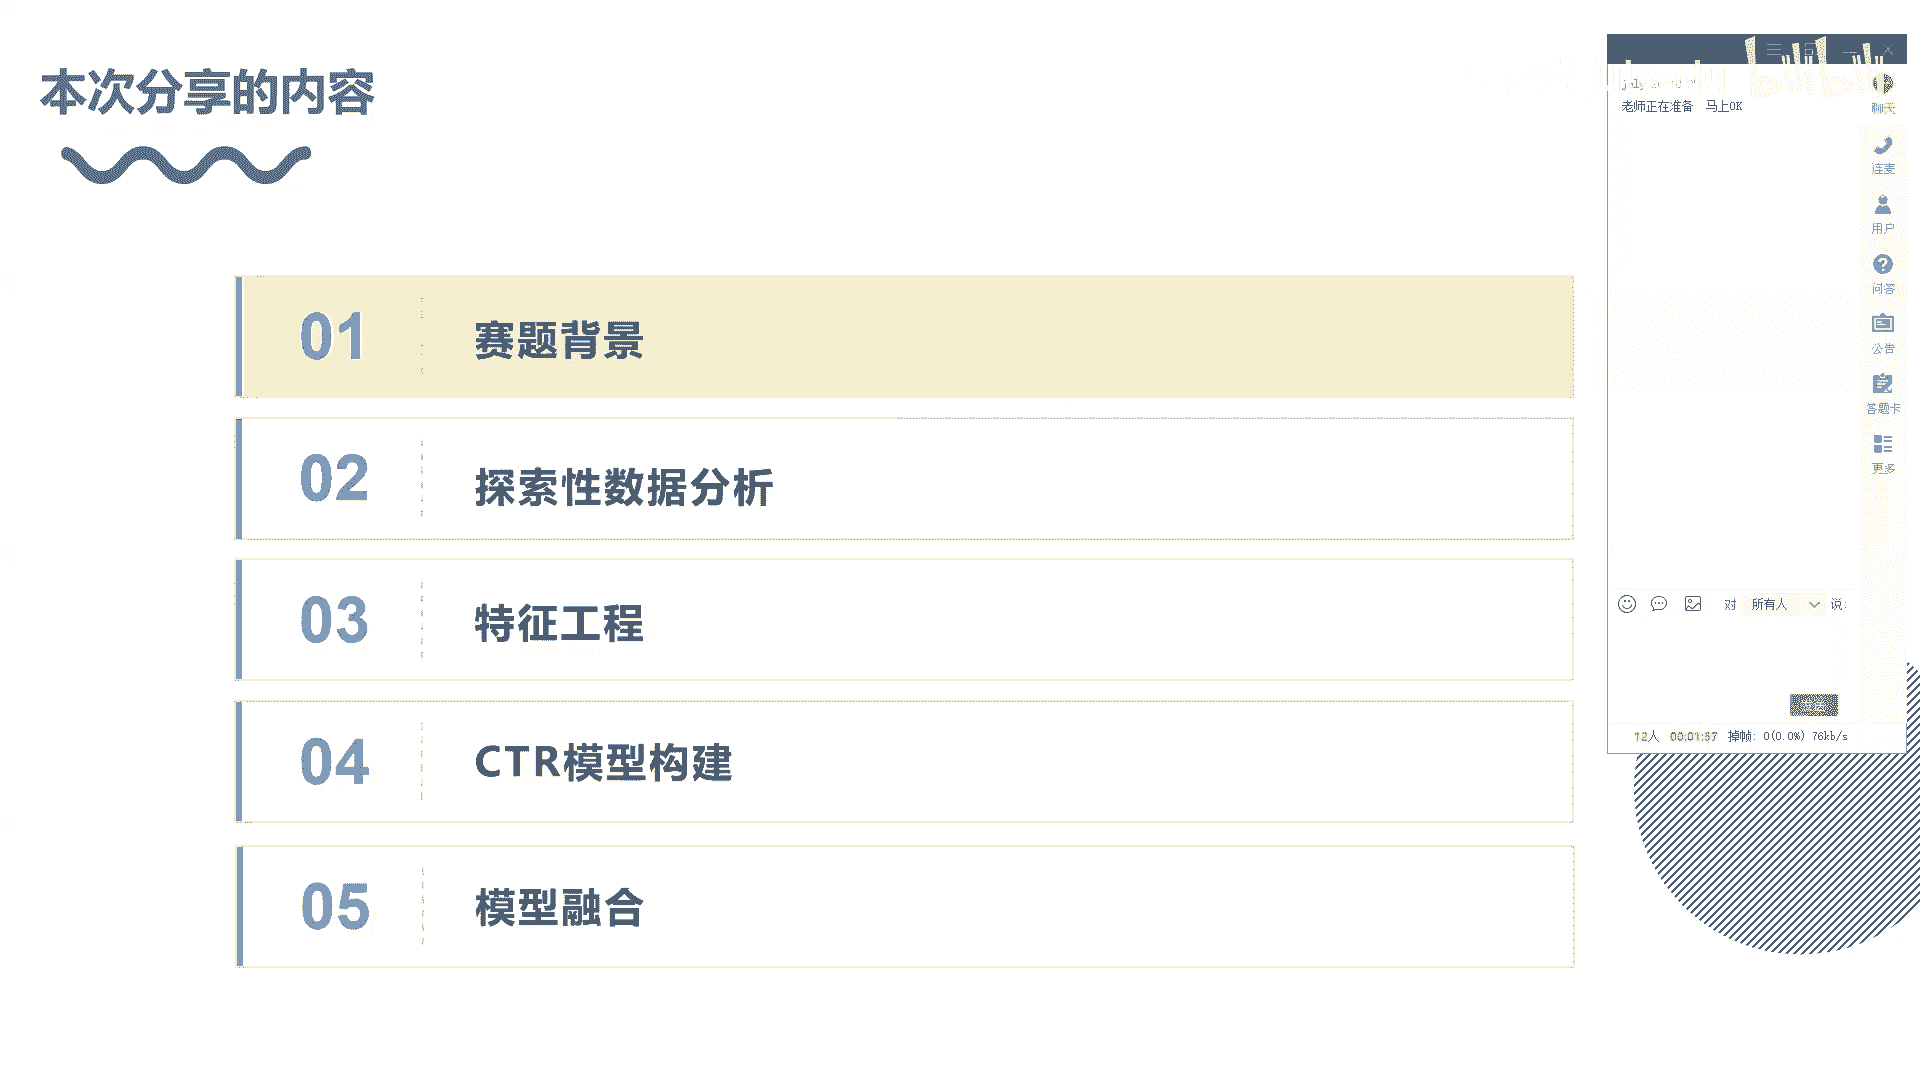 本次分享的内容
01 赛题背景
02 探索性数据分析
03 特征工程
04 CTR模型构建
05 模型融合
bilibili
老师正在准备 马上OK
聊天
连麦
用户
问答
公告
答题卡
更多
对 所有人 说:
12人 00:01:57 掉帧: 0(0.0%) 76kb/s